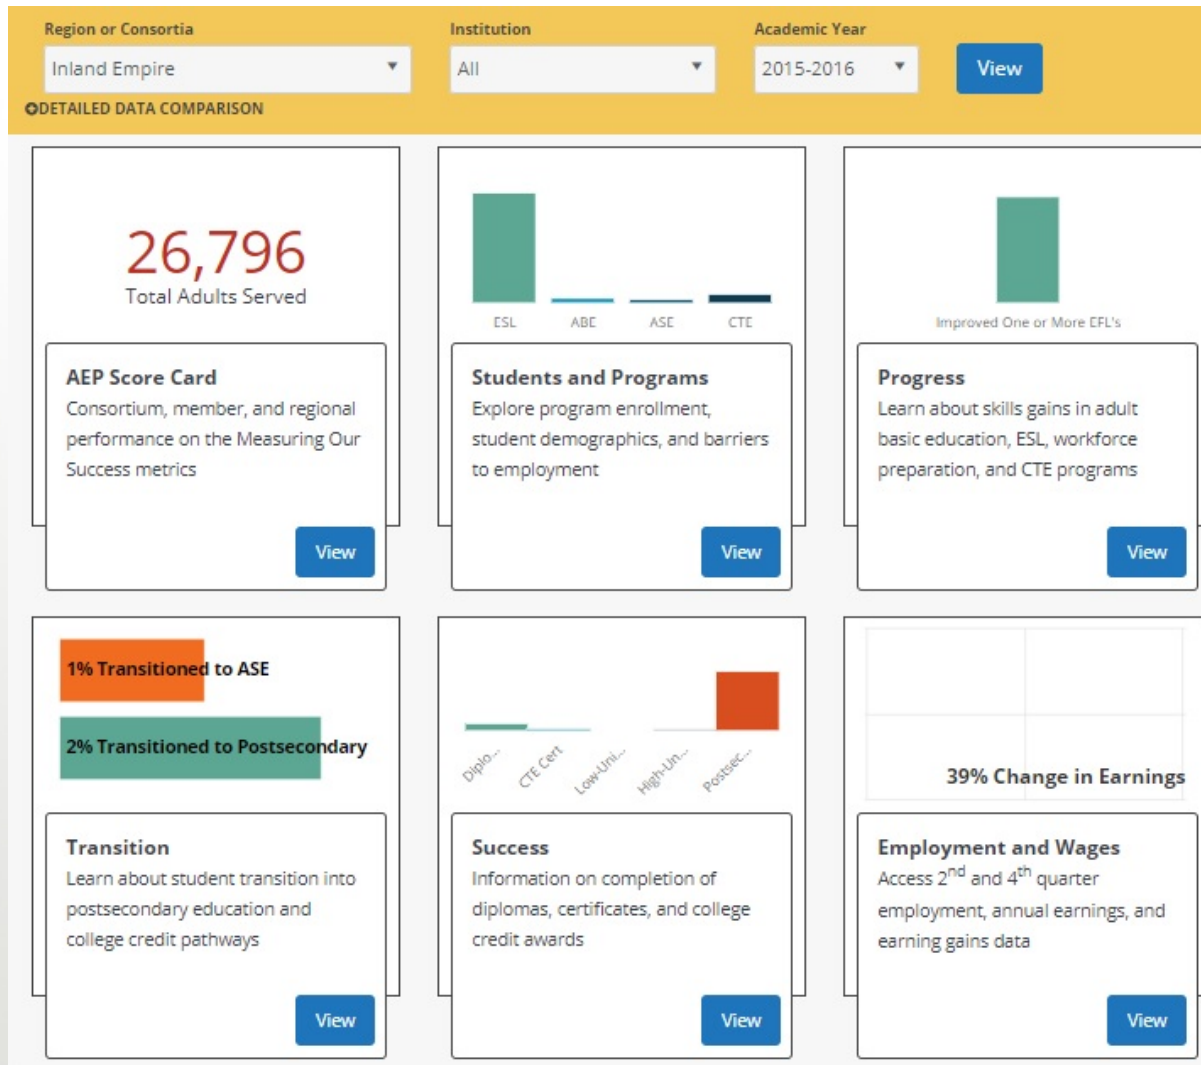 Region or Consortia
Institution
Academic Year
Inland Empire
All
2015-2016
View
DETAILED DATA COMPARISON
26,796
Total Adults Served
AEP Score Card
Consortium, member, and regional
performance on the Measuring Our
Success metrics
View
ESL
ABE
ASE
CTE
Students and Programs
Explore program enrollment,
student demographics, and barriers
to employment
View
Improved One or More EFL's
Progress
Learn about skills gains in adult
basic education, ESL, workforce
preparation, and CTE programs
View
1% Transitioned to ASE
2% Transitioned to Postsecondary
Transition
Learn about student transition into
postsecondary education and
college credit pathways
View
Diplo...
CTE Cert
Low-Uni...
High-Un...
Postsec...
Success
Information on completion of
diplomas, certificates, and college
credit awards
View
39% Change in Earnings
Employment and Wages
Access 2nd and 4th quarter
employment, annual earnings, and
earning gains data
View